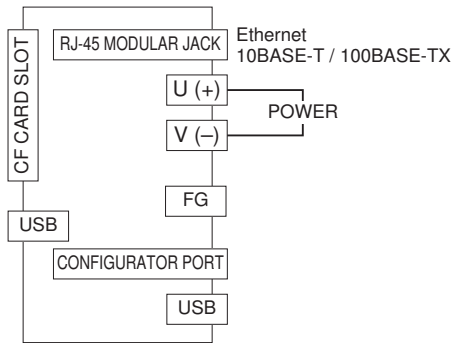 CF CARD SLOT
RJ-45 MODULAR JACK
Ethernet
10BASE-T / 100BASE-TX
U (+)
POWER
V (–)
FG
USB
CONFIGURATOR PORT
USB